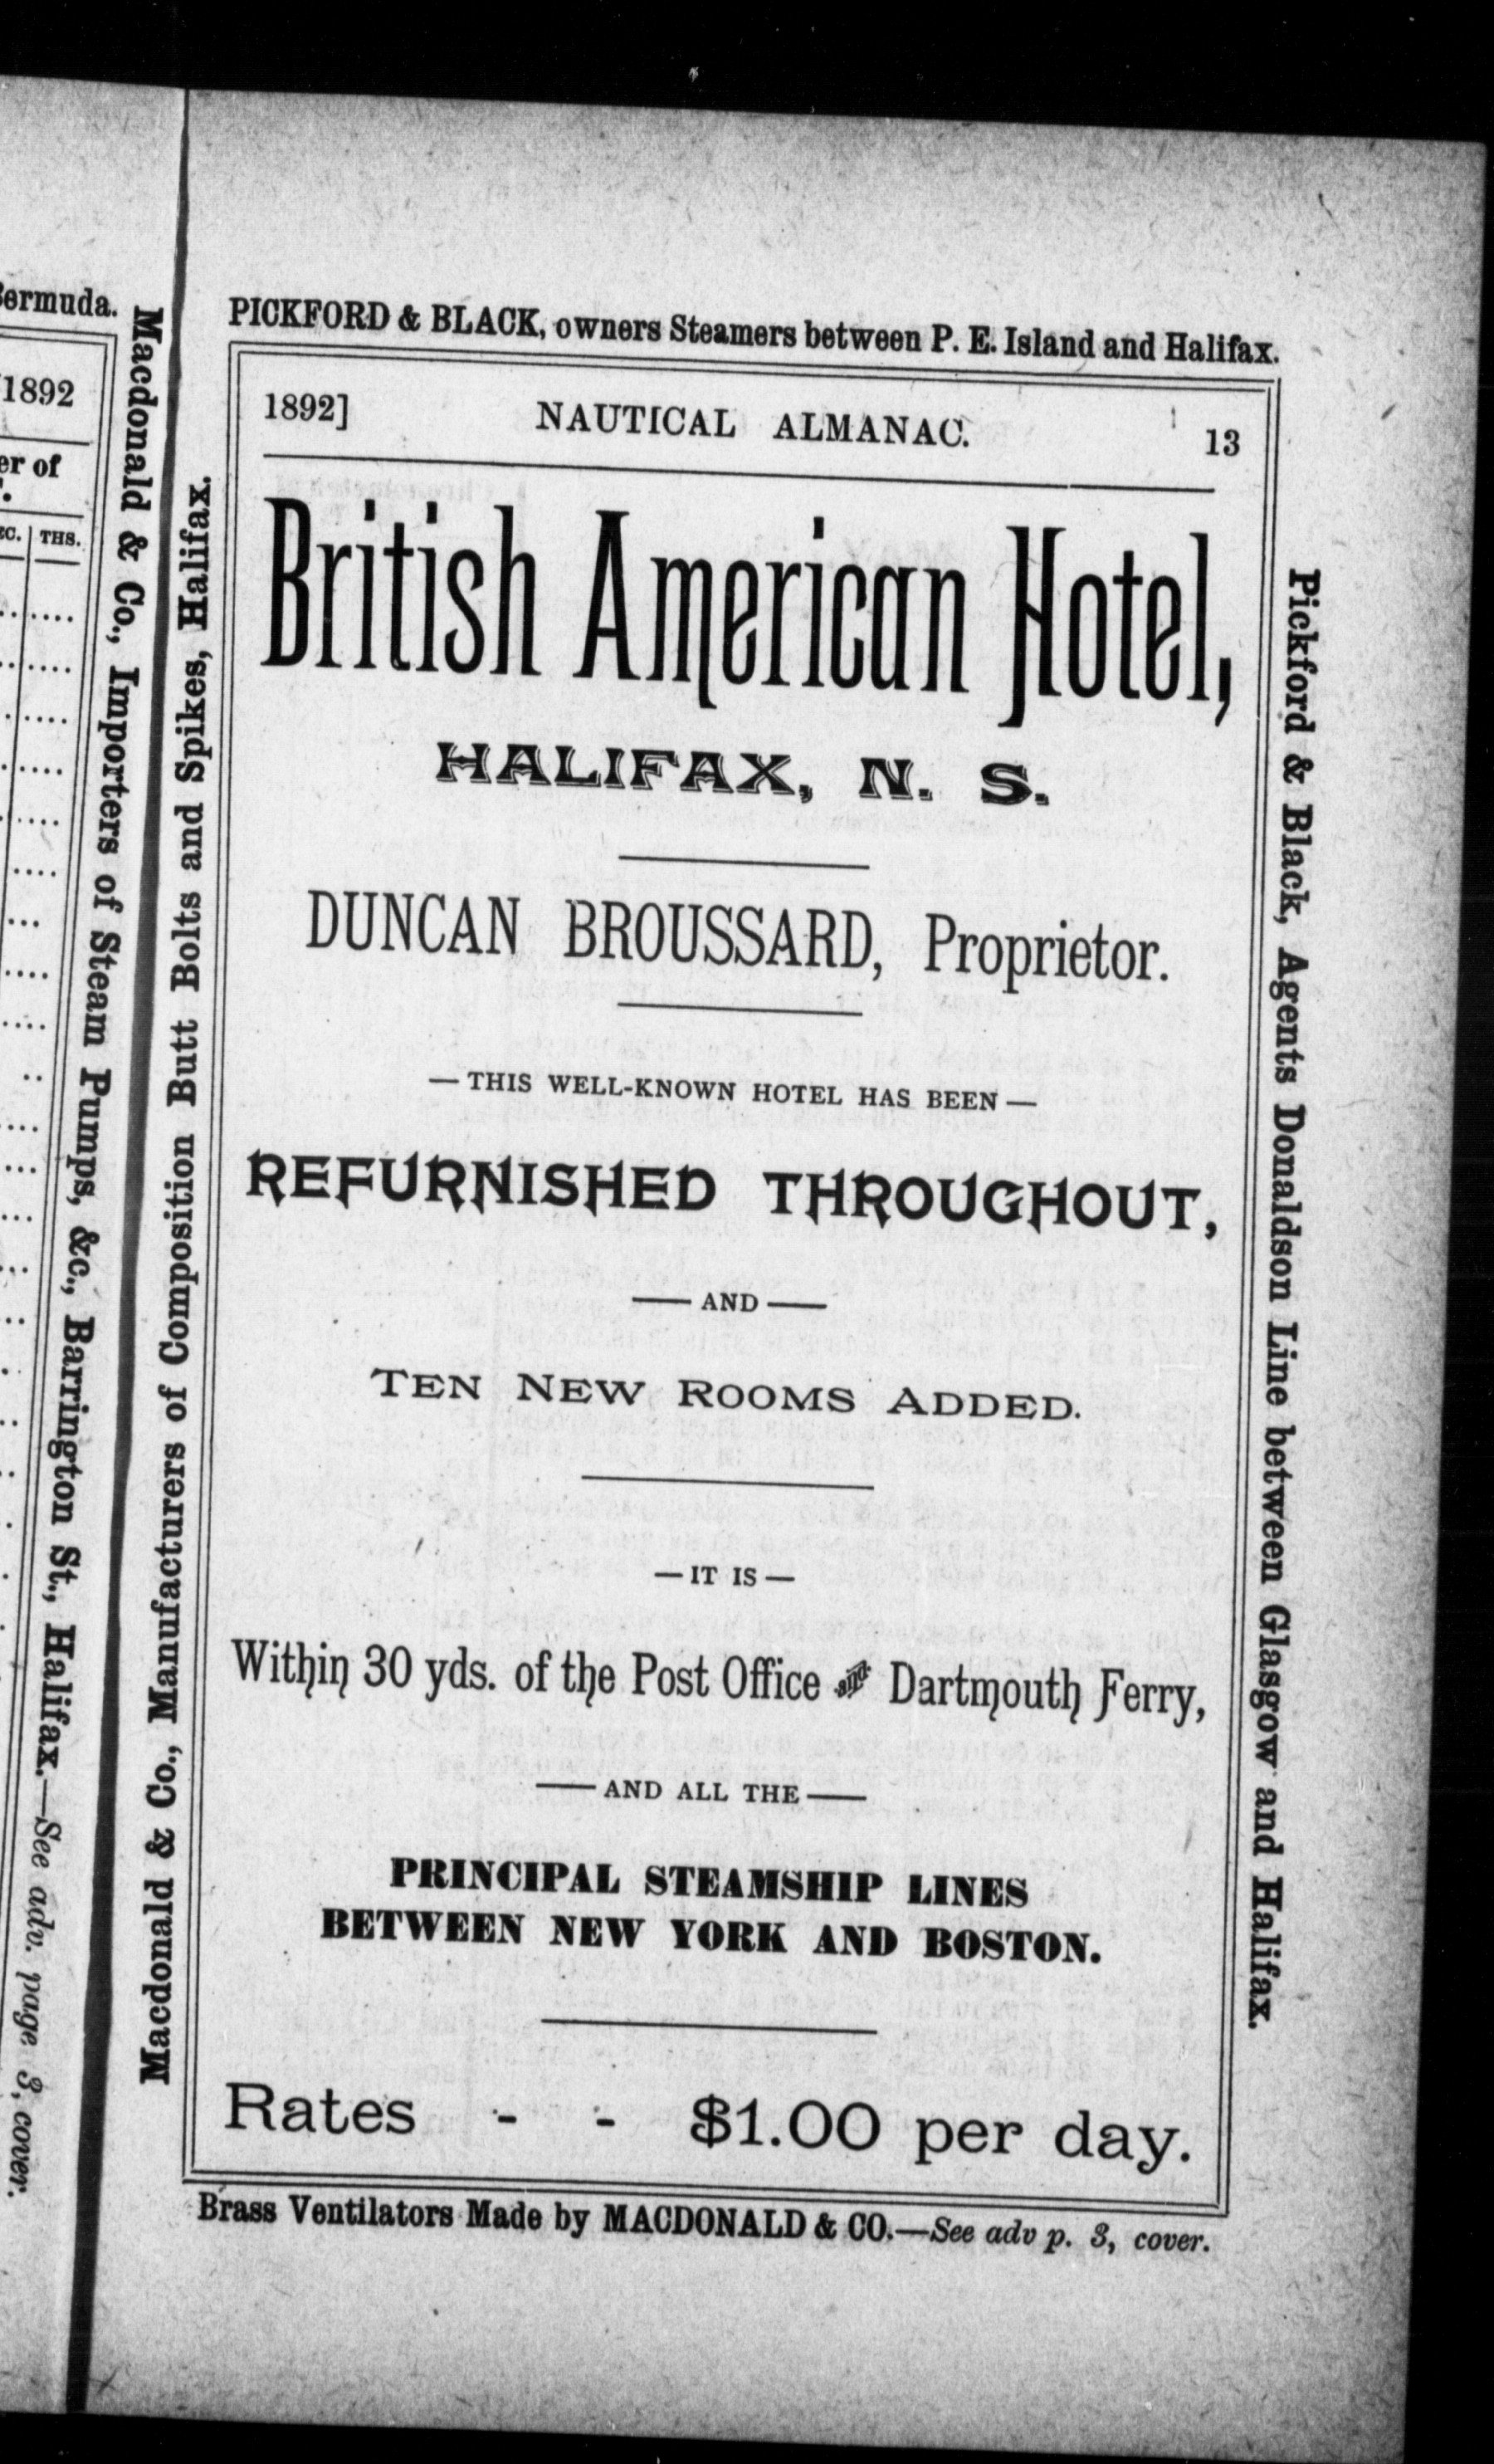 Bermuda.
1892
er of
THS.
Macdonald & Co., Importers of Steam Pumps, &c., Barrington St., Halifax.—See adv. page 3, cover.
Macdonald & Co., Manufacturers of Composition Butt Bolts and Spikes, Halifax.
PICKFORD & BLACK, owners Steamers between P. E. Island and Halifax.
1892] NAUTICAL ALMANAC. 13
British American Hotel,
HALIFAX, N. S.
DUNCAN BROUSSARD, Proprietor.
— THIS WELL-KNOWN HOTEL HAS BEEN —
REFURNISHED THROUGHOUT,
— AND —
TEN NEW ROOMS ADDED.
— IT IS —
Within 30 yds. of the Post Office and Dartmouth Ferry,
— AND ALL THE —
PRINCIPAL STEAMSHIP LINES
BETWEEN NEW YORK AND BOSTON.
Rates - - $1.00 per day.
Brass Ventilators Made by MACDONALD & CO.—See adv p. 3, cover.
Pickford & Black, Agents Donaldson Line between Glasgow and Halifax.